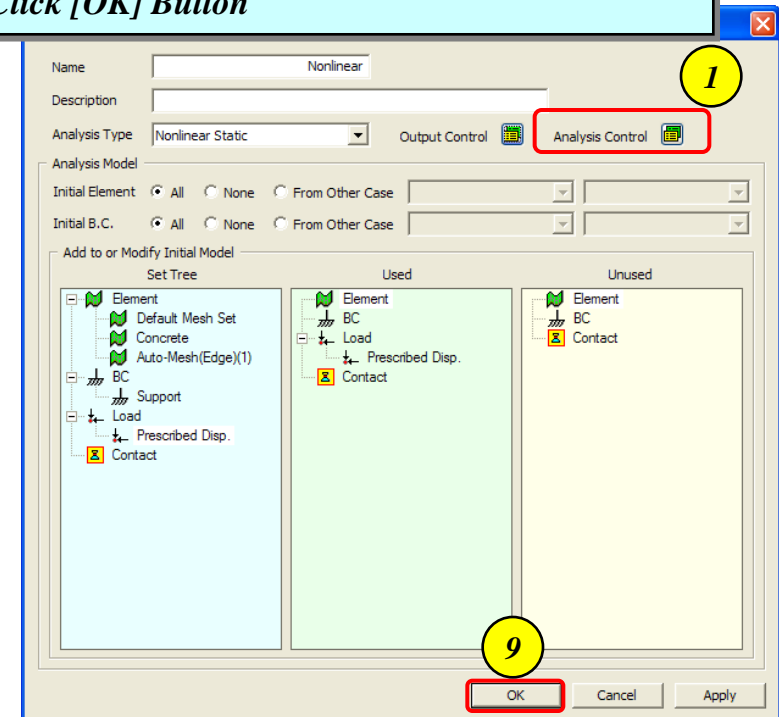 Click [OK] Button
Name Nonlinear
1
Description
Analysis Type Nonlinear Static Output Control Analysis Control
Analysis Model
Initial Element All None From Other Case
Initial B.C. All None From Other Case
Add to or Modify Initial Model
Set Tree Used Unused
Element Element Element
Default Mesh Set BC BC
Concrete Load Contact
Auto-Mesh(Edge)(1) Prescribed Disp.
BC Contact
Support
Load
Prescribed Disp.
Contact
9
OK Cancel Apply